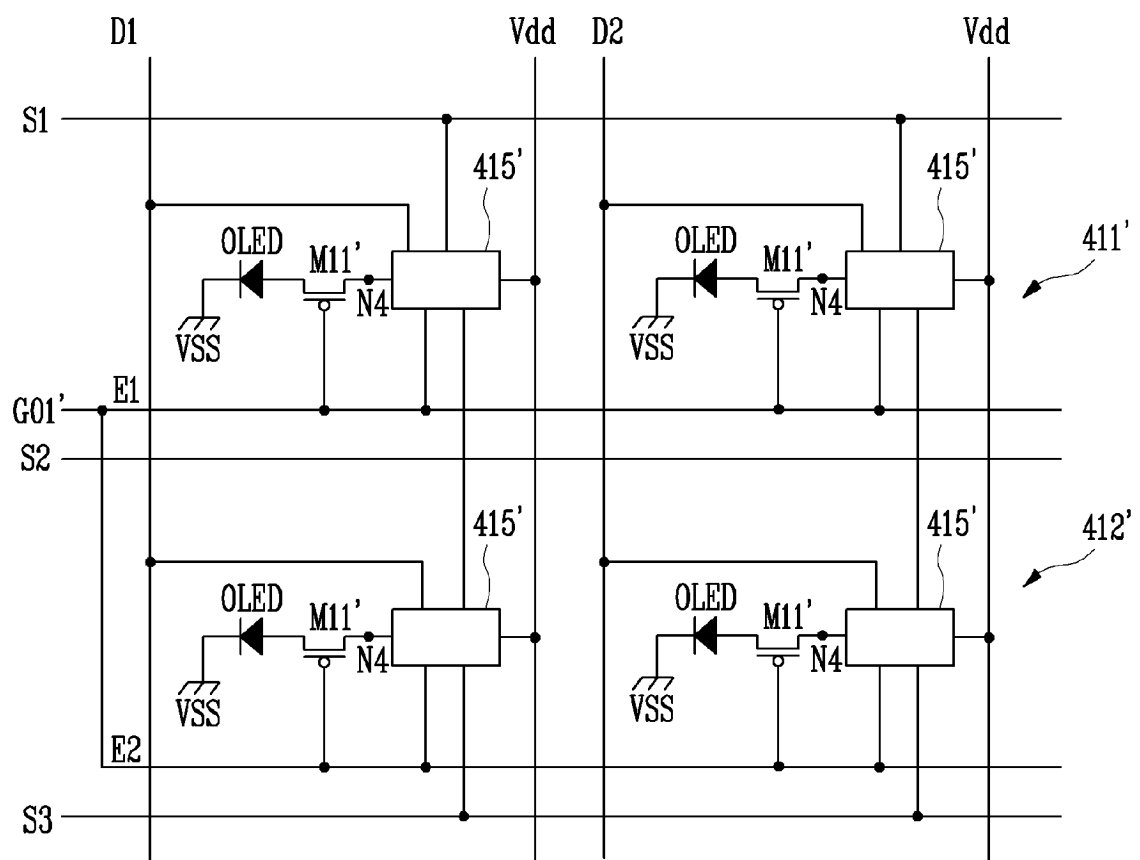 D1 Vdd D2 Vdd
S1
415' 415'
OLED M11' OLED M11' 411'
N4 N4
VSS VSS
E1
G01'
S2
415' 415' 412'
OLED M11' OLED M11'
N4 N4
VSS VSS
E2
S3